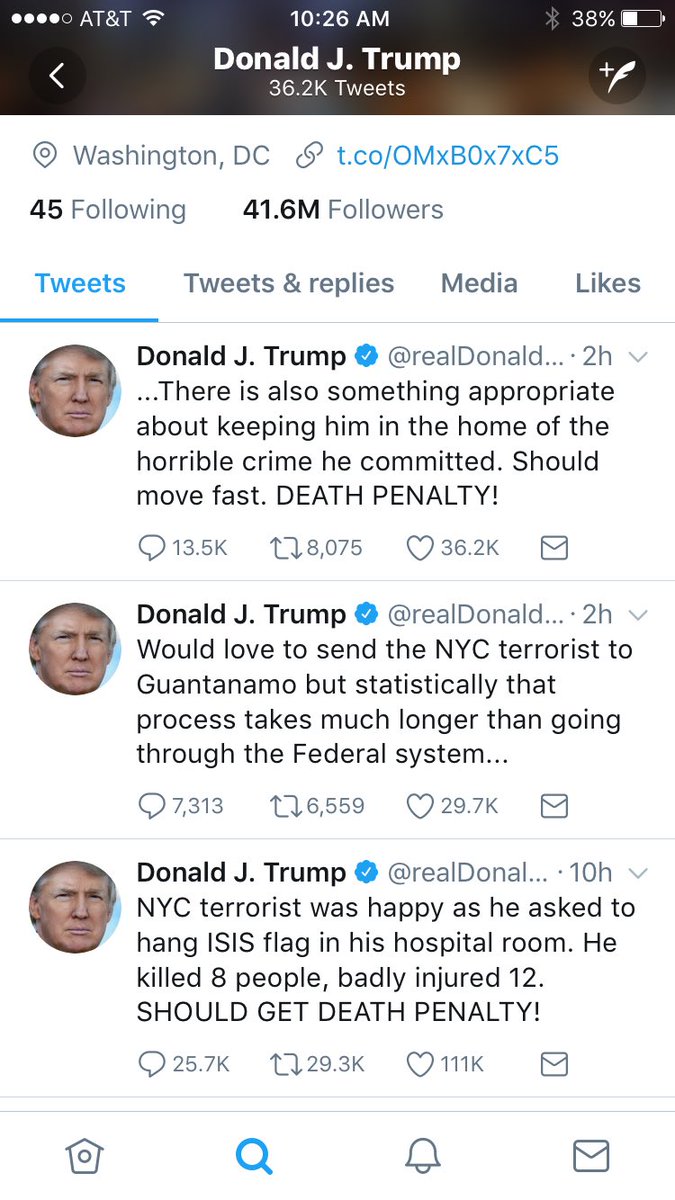 AT&T 10:26 AM 38%
Donald J. Trump
36.2K Tweets
Washington, DC t.co/OMxB0x7xC5
45 Following 41.6M Followers
Tweets Tweets & replies Media Likes
Donald J. Trump @realDonald... · 2h
...There is also something appropriate
about keeping him in the home of the
horrible crime he committed. Should
move fast. DEATH PENALTY!
13.5K 8,075 36.2K
Donald J. Trump @realDonald... · 2h
Would love to send the NYC terrorist to
Guantanamo but statistically that
process takes much longer than going
through the Federal system...
7,313 6,559 29.7K
Donald J. Trump @realDonal... · 10h
NYC terrorist was happy as he asked to
hang ISIS flag in his hospital room. He
killed 8 people, badly injured 12.
SHOULD GET DEATH PENALTY!
25.7K 29.3K 111K